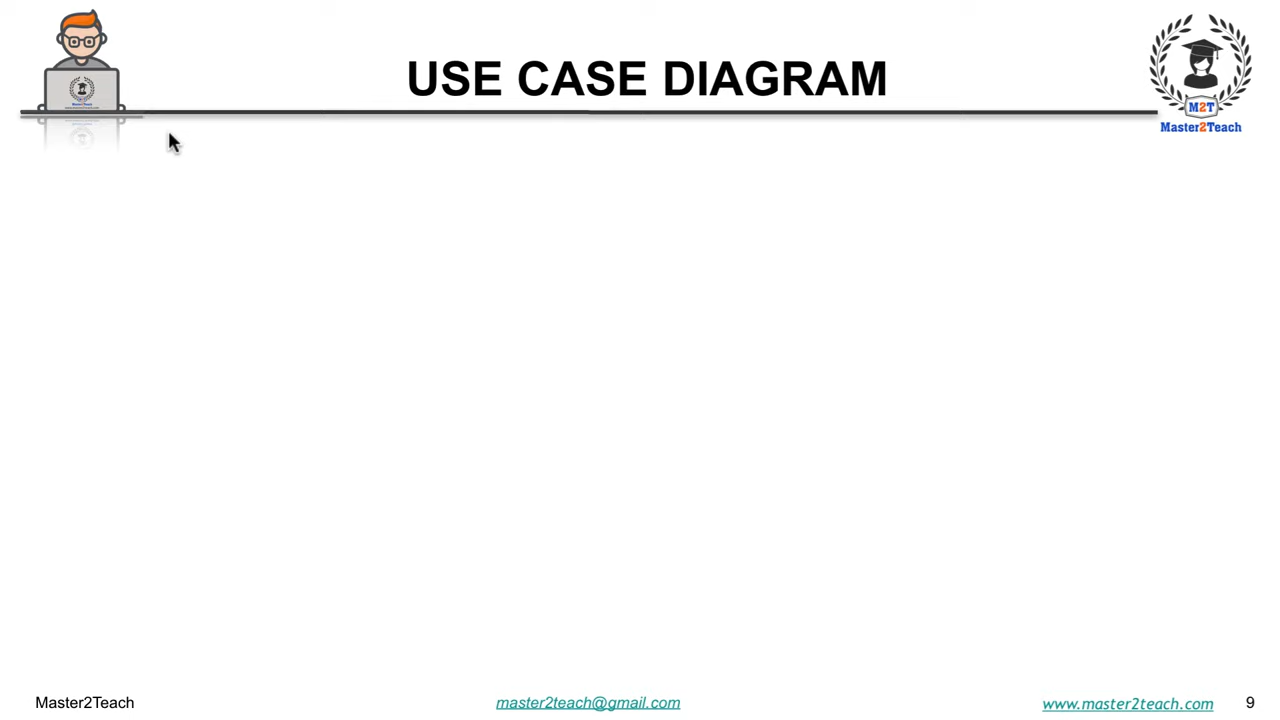 USE CASE DIAGRAM
M2T
Master2Teach
Master2Teach
master2teach@gmail.com
www.master2teach.com
9